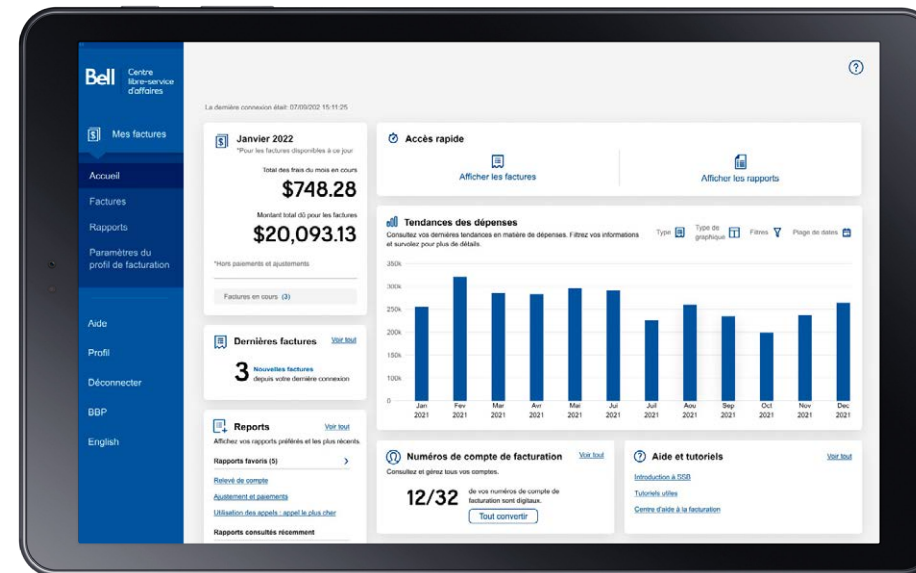 Bell
Centre
libre-service
d'affaires
Mes factures
Accueil
Factures
Rapports
Paramètres du
profil de facturation
Aide
Profil
Déconnecter
BBP
English
La dernière connexion était: 07/09/202 15:11:25
Janvier 2022
*Pour les factures disponibles à ce jour
Total des frais du mois en cours
$748.28
Montant total dû pour les factures
$20,093.13
*Hors paiements et ajustements
Factures en cours (3)
Dernières factures
Voir tout
3
Nouvelles factures
depuis votre dernière connexion
Reports
Voir tout
Affichez vos rapports préférés et les plus récents.
Rapports favoris (5)
Relevé de compte
Ajustement et paiements
Utilisation des appels : appel le plus cher
Rapports consultés récemment
Accès rapide
Afficher les factures
Afficher los rapports
Tendances des dépenses
Consultez vos dernières tendances en matière de dépenses. Filtrez vos informations
et survolez pour plus de détails.
Type
Type de
graphique
Filtres
Plage de dates
350k
300k
250k
200k
150k
100k
0
Jan Fev Mar Avr Mai Jui Juil Aou Sep Oct Nov Dec
2021 2021 2021 2021 2021 2021 2021 2021 2021 2021 2021 2021
Numéros de compte de facturation
Voir tout
Consultez et gérez tous vos comptes.
12/32
de vos numéros de compte de
facturation sont digitaux.
Tout convertir
Aide et tutoriels
Voir tout
Introduction à SSB
Tutoriels utiles
Centre d'aide à la facturation